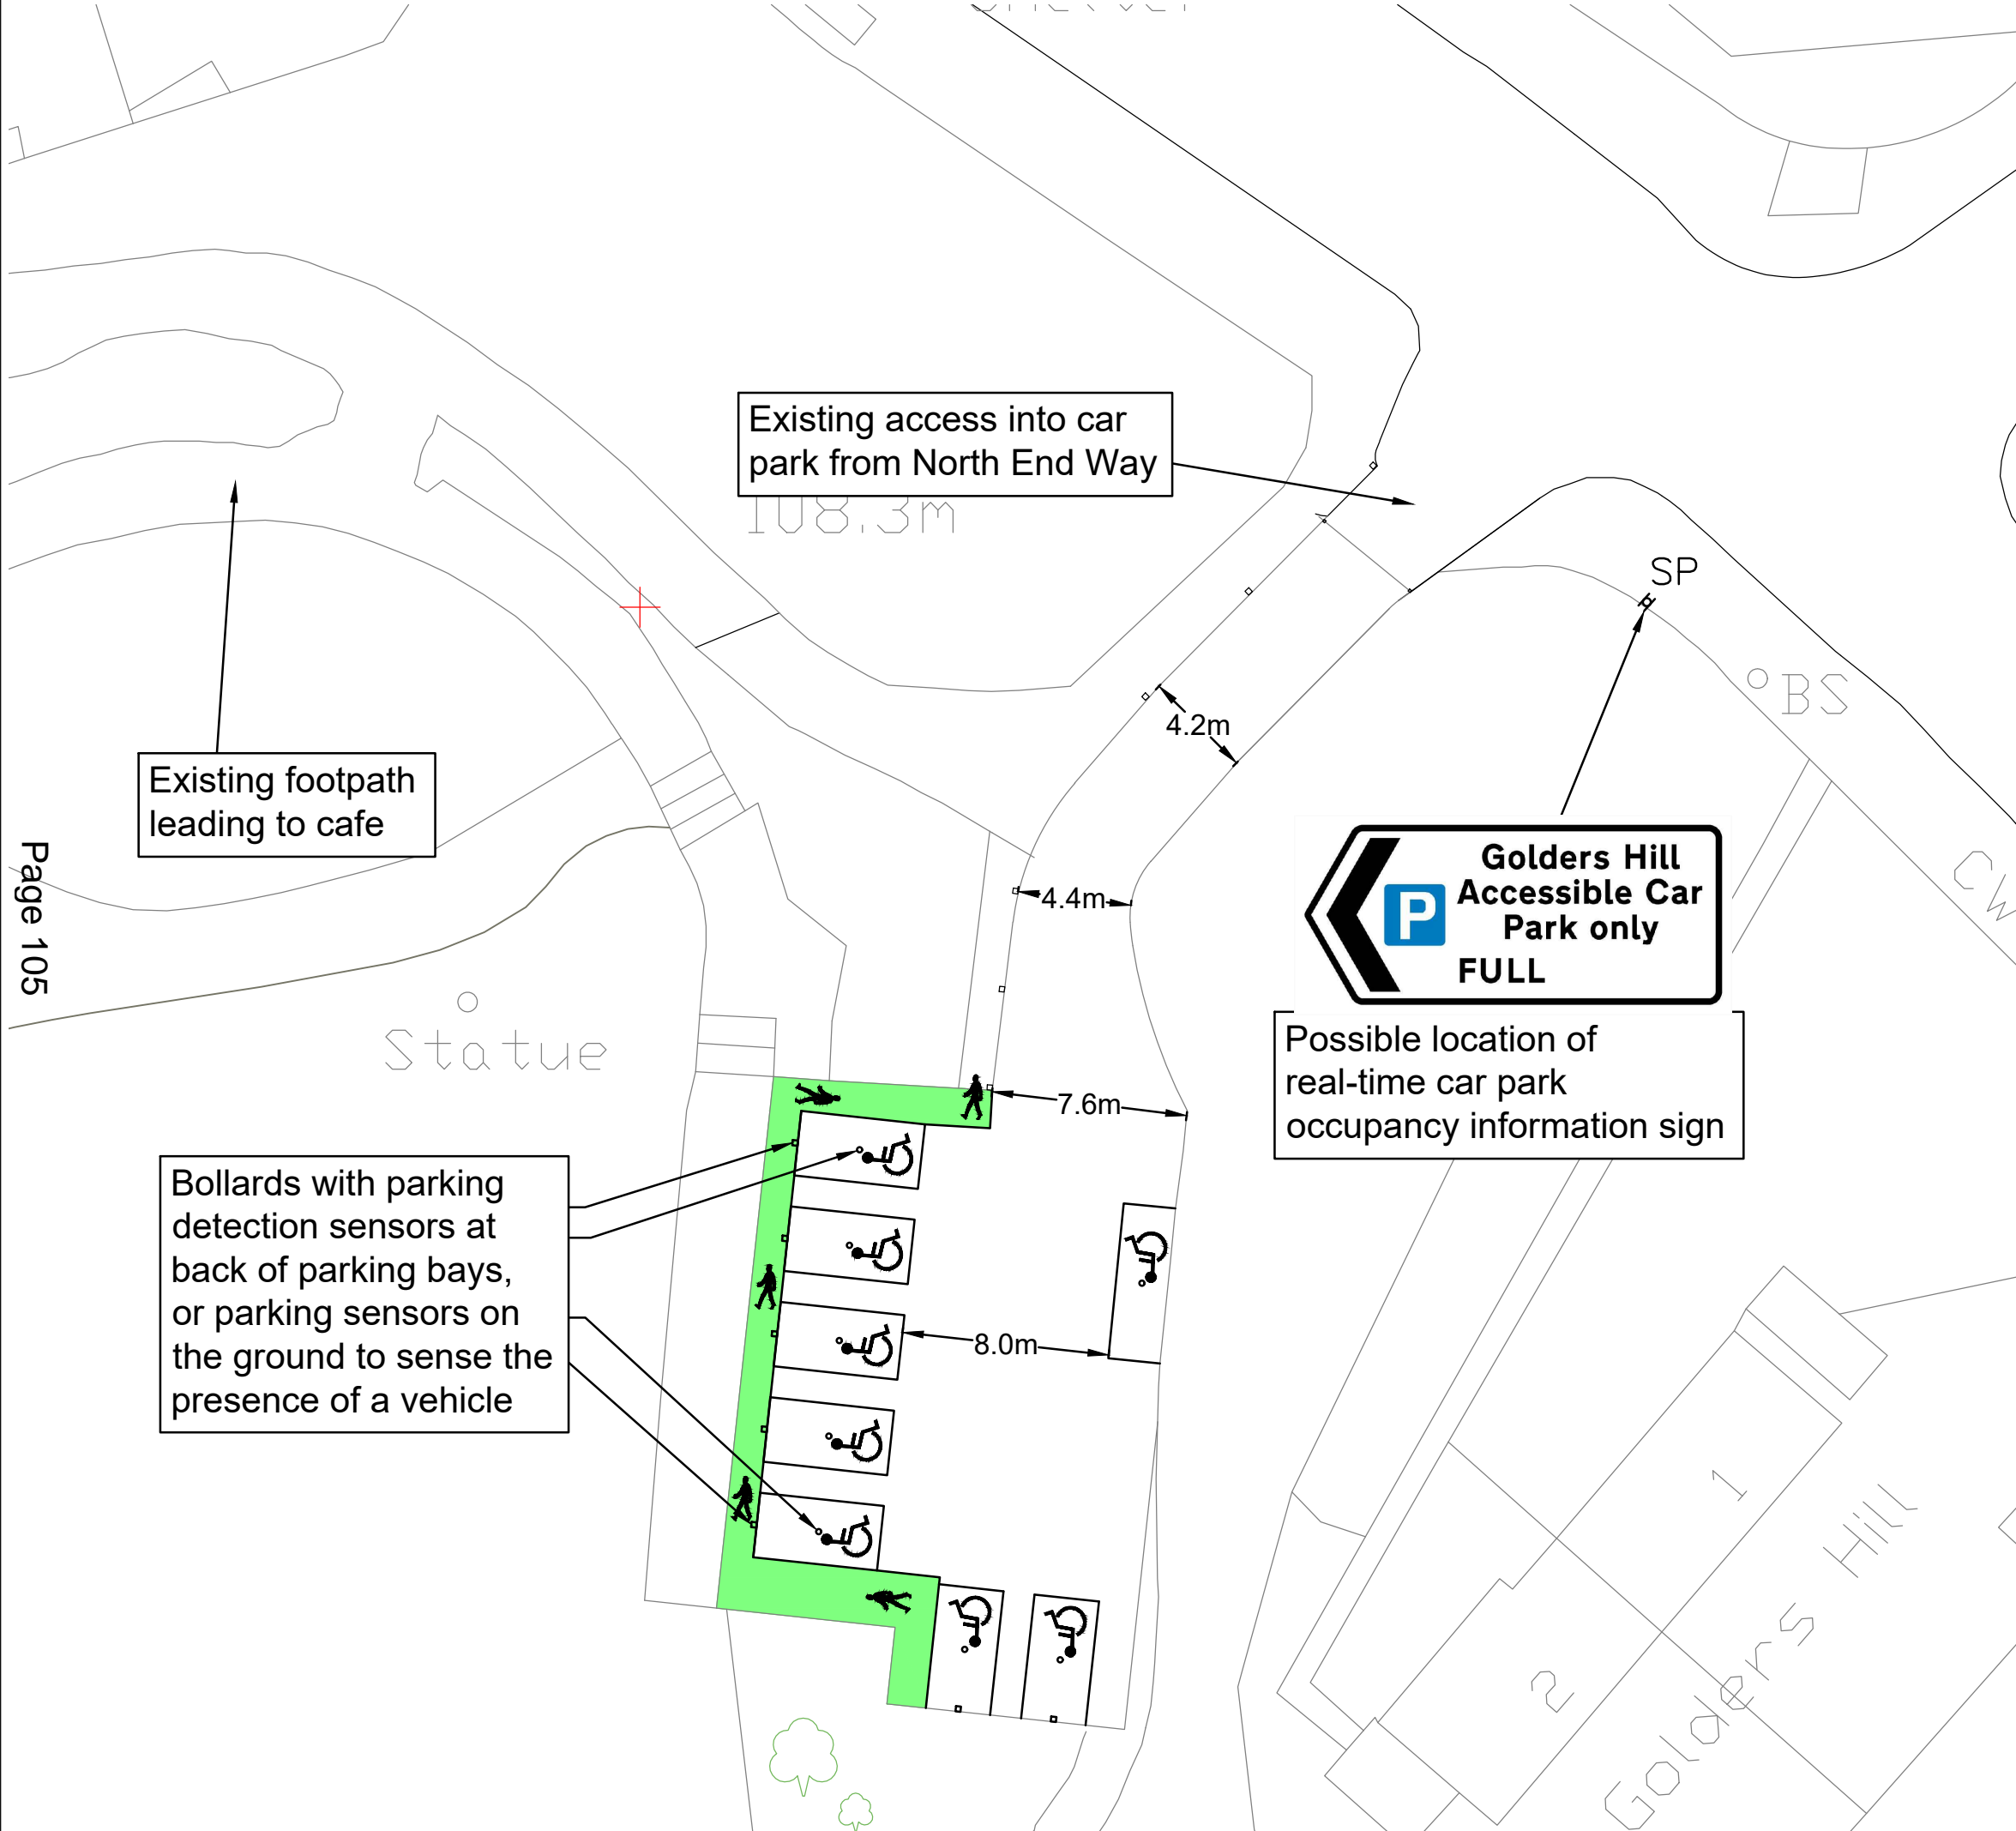 Existing access into car
park from North End Way
108.3m
SP
BS
4.2m
Existing footpath
leading to cafe
Page 105
4.4m
Golders Hill
P Accessible Car
Park only
FULL
CW
Possible location of
real-time car park
occupancy information sign
Statue
7.6m
Bollards with parking
detection sensors at
back of parking bays,
or parking sensors on
the ground to sense the
presence of a vehicle
8.0m
1
2
Golders Hill